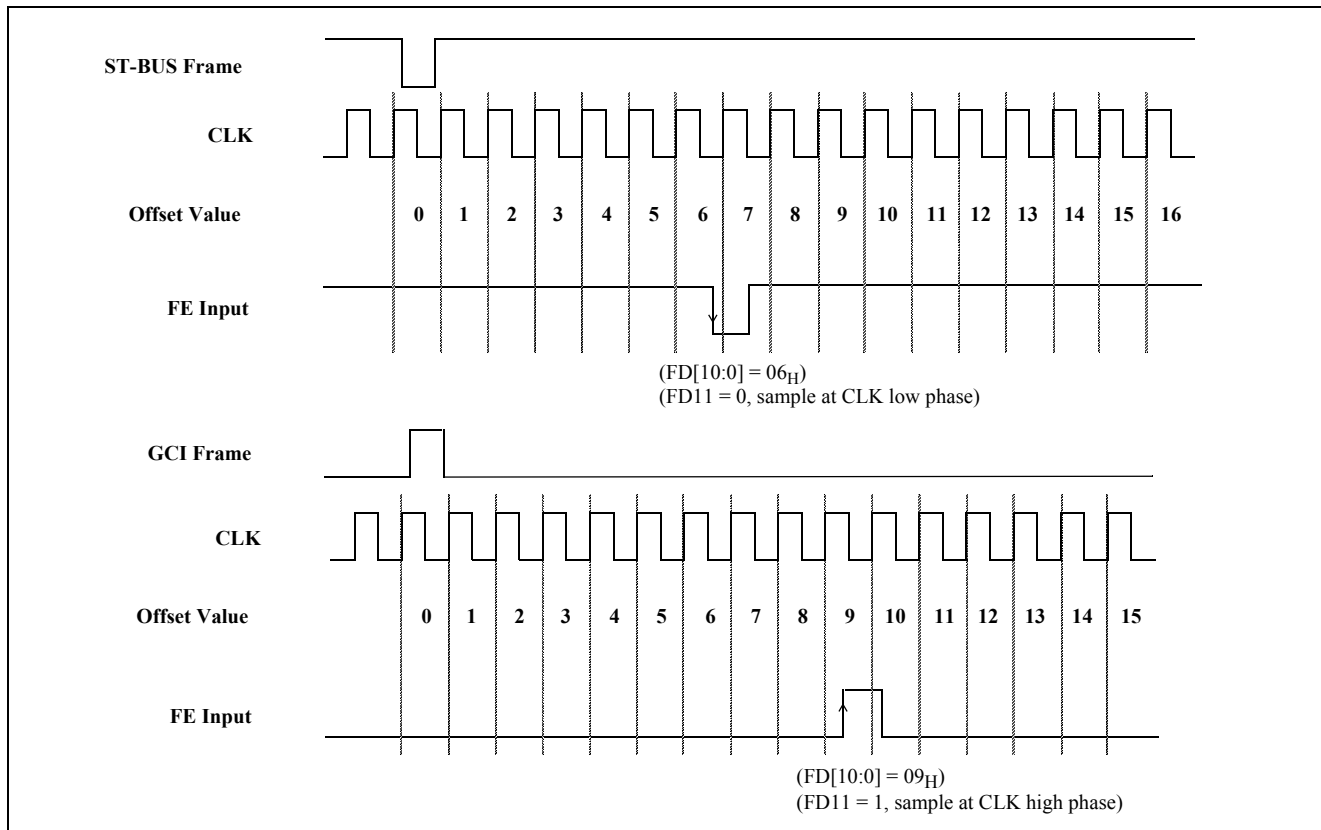 ST-BUS Frame
CLK
Offset Value 0 1 2 3 4 5 6 7 8 9 10 11 12 13 14 15 16
FE Input
(FD[10:0] = 06H)
(FD11 = 0, sample at CLK low phase)
GCI Frame
CLK
Offset Value 0 1 2 3 4 5 6 7 8 9 10 11 12 13 14 15
FE Input
(FD[10:0] = 09H)
(FD11 = 1, sample at CLK high phase)